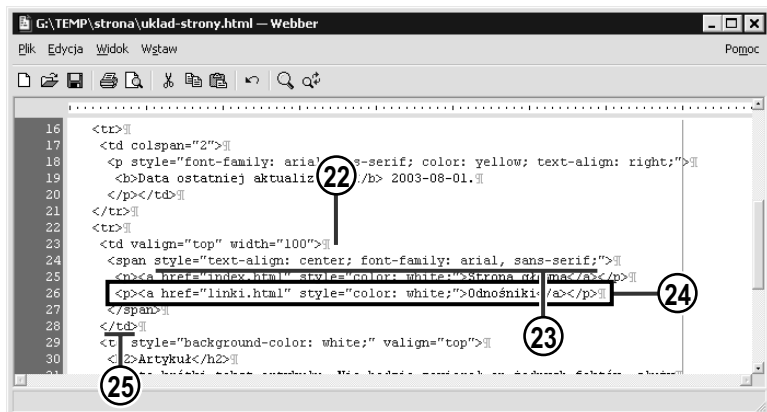 G:\TEMP\strona\uklad-strony.html — Webber
Plik Edycja Widok Wstaw Pomoc
16 <tr>¶
17 <td colspan="2">¶
18 <p style="font-family: arial, sans-serif; color: yellow; text-align: right;">¶
19 <b>Data ostatniej aktualiz </b> 2003-08-01.¶
20 </p></td>¶
21 </tr>¶
22 <tr>¶
23 <td valign="top" width="100">¶
24 <span style="text-align: center; font-family: arial, sans-serif;">¶
25 <p><a href="index.html" style="color: white;">Strona główna</a></p>¶
26 <p><a href="linki.html" style="color: white;">Odnośniki</a></p>¶
27 </span>¶
28 </td>¶
29 <td style="background-color: white;" valign="top">¶
30 <h2>Artykuł</h2>¶
22
23
24
25